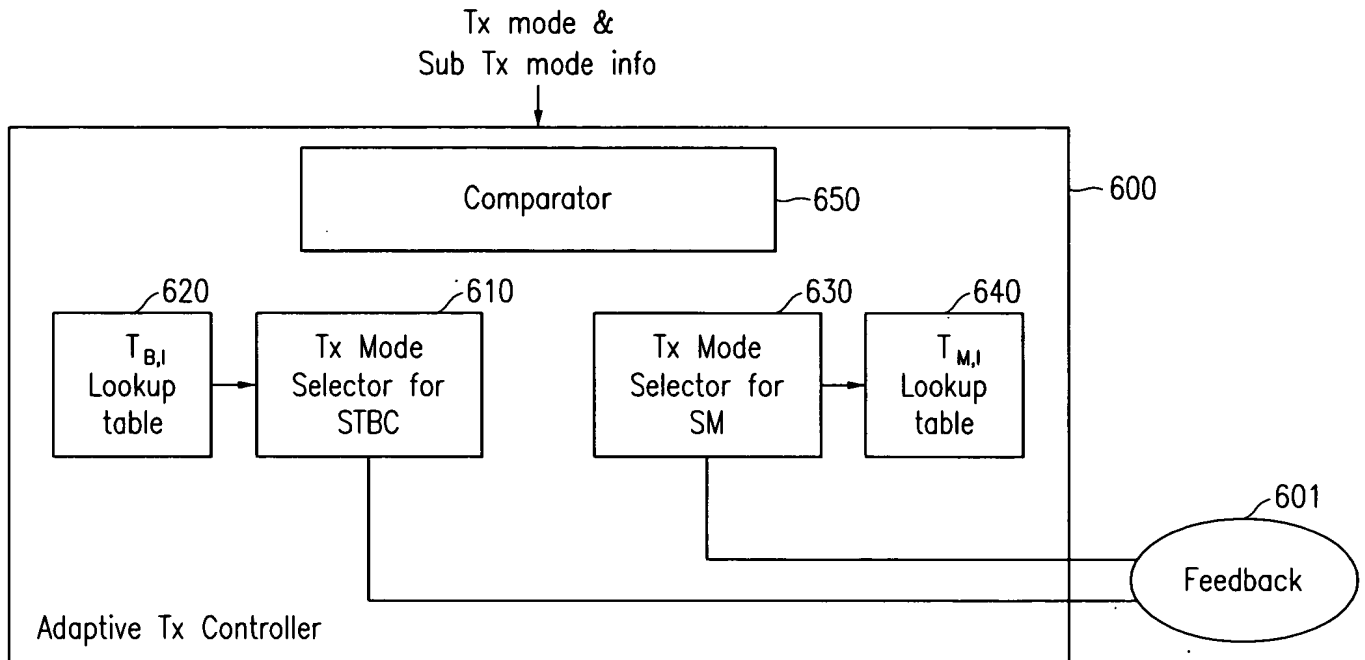 Tx mode &
Sub Tx mode info
Comparator
650
600
620
610
630
640
T_B,I
Lookup
table
Tx Mode
Selector for
STBC
Tx Mode
Selector for
SM
T_M,I
Lookup
table
601
Feedback
Adaptive Tx Controller